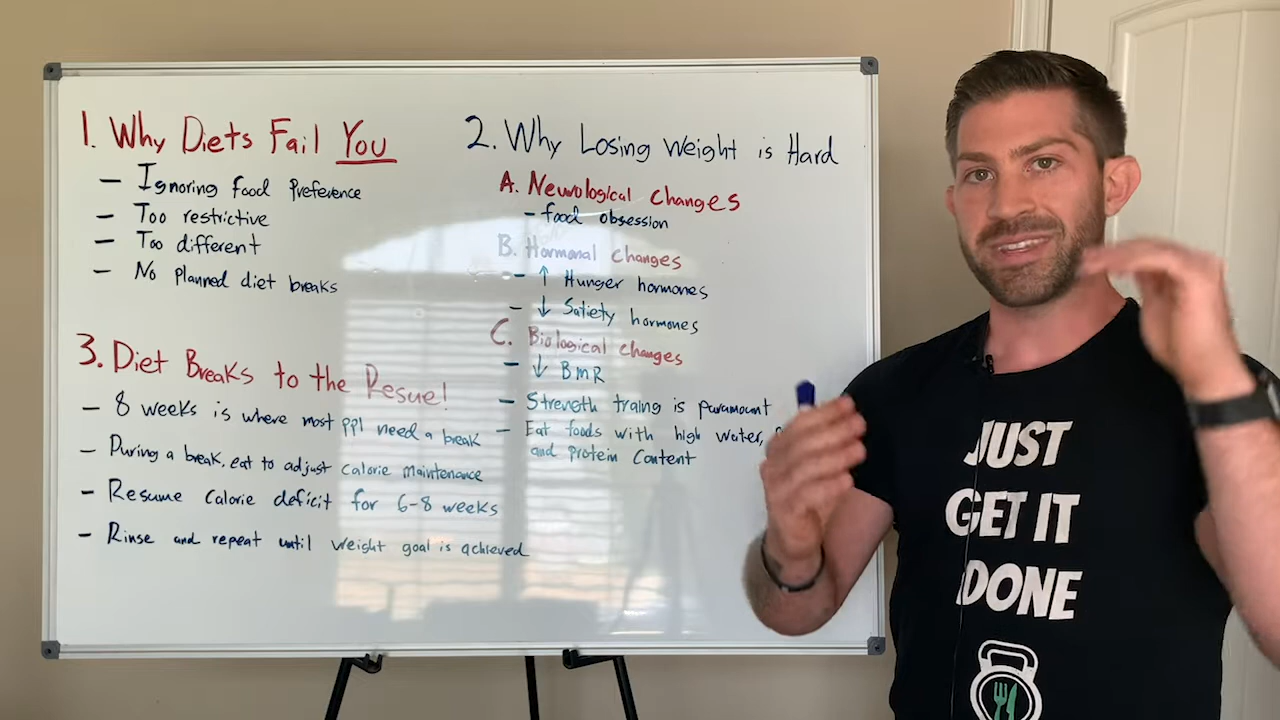 1. Why Diets Fail You
- Ignoring food preference
- Too restrictive
- Too different
- No planned diet breaks
2. Why Losing Weight is Hard
A. Neurological changes
- food obsession
B. Hormonal changes
- ↑ Hunger hormones
- ↓ Satiety hormones
C. Biological changes
- ↓ BMR
- Strength traing is paramount
- Eat foods with high water,
and protein content
3. Diet Breaks to the Resue!
- 8 weeks is where most ppl need a break
- During a break, eat to adjust calorie maintenance
- Resume calorie deficit for 6-8 weeks
- Rinse and repeat until weight goal is achieved
JUST
GET IT
DONE